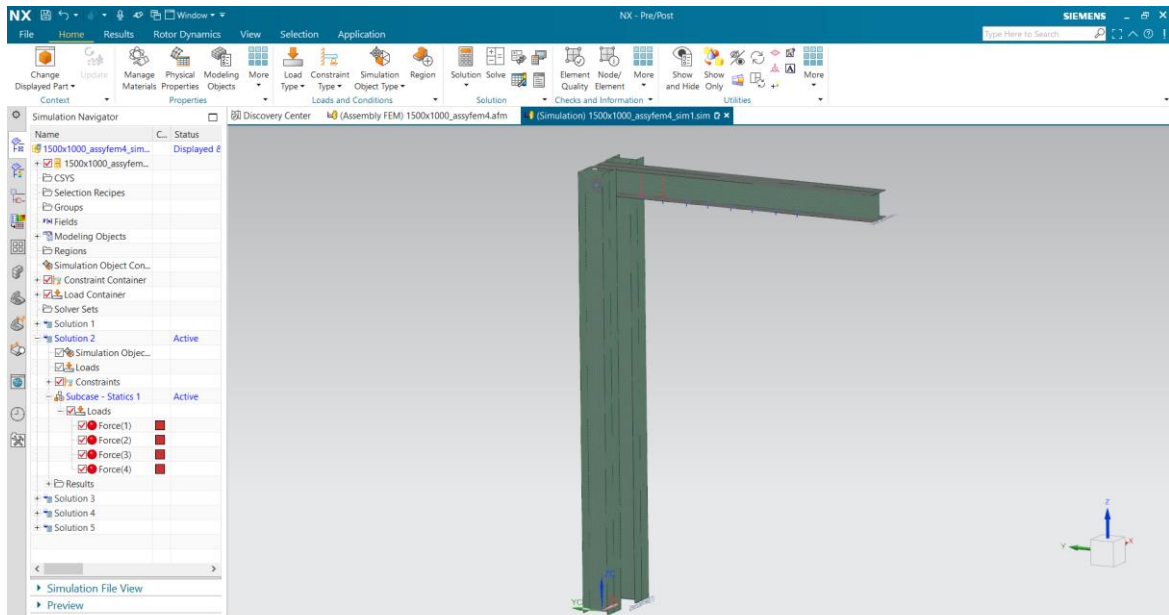 NX Window NX - Pre/Post SIEMENS
File Home Results Rotor Dynamics View Selection Application Type Here to Search
Change Displayed Part Update Manage Materials Physical Properties Modeling Objects More Load Type Constraint Type Simulation Object Type Region Solution Solve Element Quality Node/ Element More Show and Hide Show Only More
Context Properties Loads and Conditions Solution Checks and Information Utilities
Simulation Navigator Discovery Center (Assembly FEM) 1500x1000_assyfem4.afm (Simulation) 1500x1000_assyfem4_sim1.sim
Name C... Status
1500x1000_assyfem4_sim... Displayed &
1500x1000_assyfem...
CSYS
Selection Recipes
Groups
Fields
Modeling Objects
Regions
Simulation Object Con...
Constraint Container
Load Container
Solver Sets
Solution 1
Solution 2 Active
Simulation Objec...
Loads
Constraints
Subcase - Statics 1 Active
Loads
Force(1)
Force(2)
Force(3)
Force(4)
Results
Solution 3
Solution 4
Solution 5
Simulation File View
Preview
Z
Y
X
ZC
YC